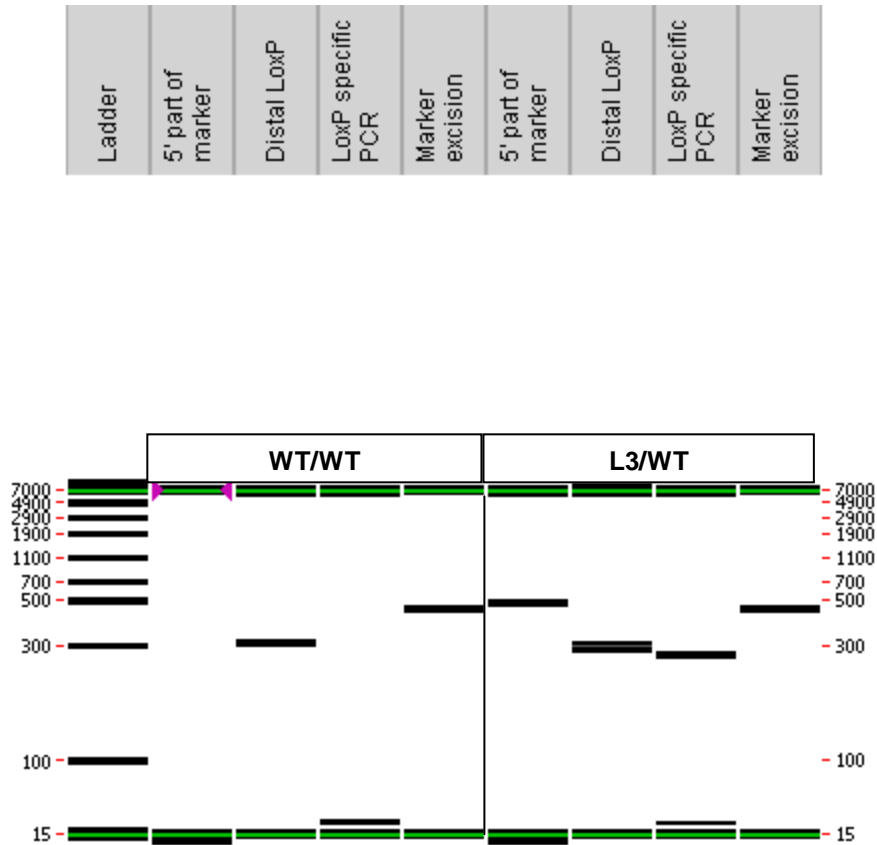 Ladder
5' part of
marker
Distal LoxP
LoxP specific
PCR
Marker
excision
5' part of
marker
Distal LoxP
LoxP specific
PCR
Marker
excision
WT/WT
L3/WT
7000
4900
2900
1900
1100
700
500
300
100
15
7000
4900
2900
1900
1100
700
500
300
100
15